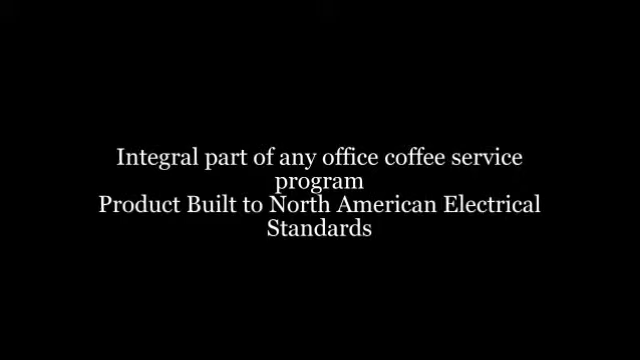 Integral part of any office coffee service
program
Product Built to North American Electrical
Standards